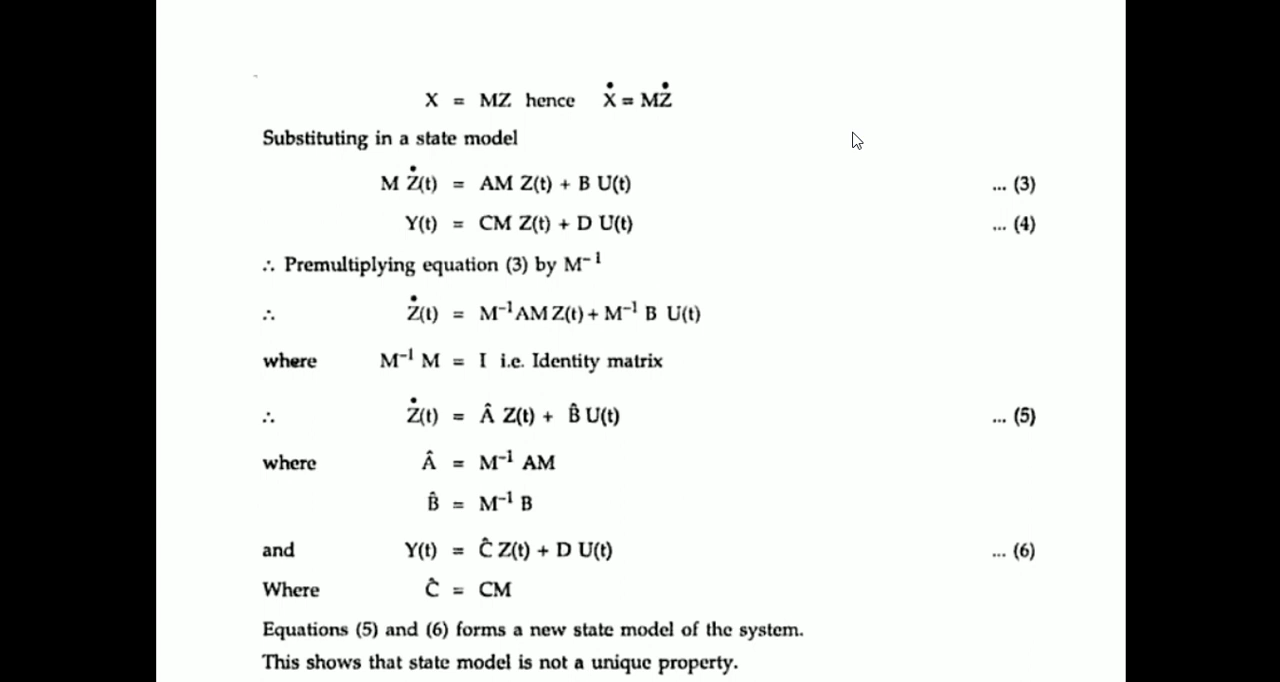 X = MZ hence Ẋ = MŻ
Substituting in a state model
M Ż(t) = AM Z(t) + B U(t) ... (3)
Y(t) = CM Z(t) + D U(t) ... (4)
∴ Premultiplying equation (3) by M⁻¹
∴ Ż(t) = M⁻¹AM Z(t) + M⁻¹ B U(t)
where M⁻¹ M = I i.e. Identity matrix
∴ Ż(t) = Â Z(t) + B̂ U(t) ... (5)
where Â = M⁻¹ AM
B̂ = M⁻¹ B
and Y(t) = Ĉ Z(t) + D U(t) ... (6)
Where Ĉ = CM
Equations (5) and (6) forms a new state model of the system.
This shows that state model is not a unique property.